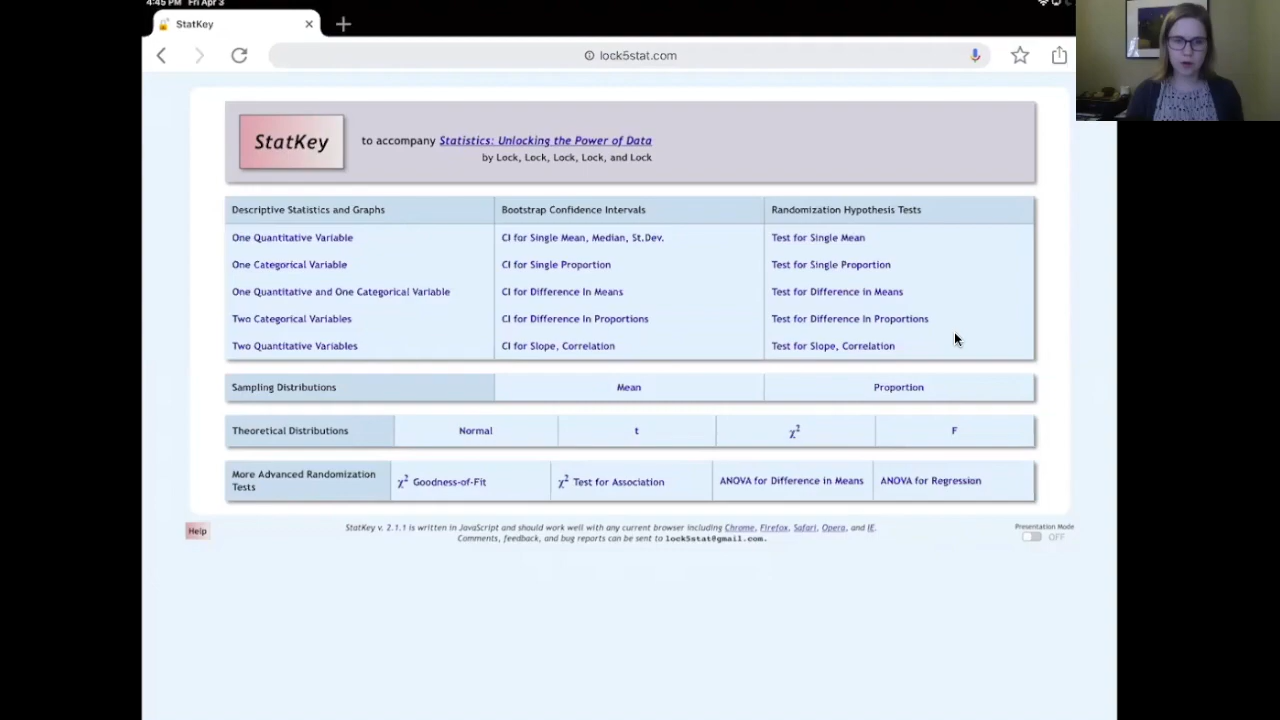 4:45 PM Fri Apr 3
StatKey
lock5stat.com
StatKey
to accompany Statistics: Unlocking the Power of Data
by Lock, Lock, Lock, Lock, and Lock
Descriptive Statistics and Graphs
Bootstrap Confidence Intervals
Randomization Hypothesis Tests
One Quantitative Variable
CI for Single Mean, Median, St.Dev.
Test for Single Mean
One Categorical Variable
CI for Single Proportion
Test for Single Proportion
One Quantitative and One Categorical Variable
CI for Difference In Means
Test for Difference in Means
Two Categorical Variables
CI for Difference In Proportions
Test for Difference In Proportions
Two Quantitative Variables
CI for Slope, Correlation
Test for Slope, Correlation
Sampling Distributions
Mean
Proportion
Theoretical Distributions
Normal
t
χ²
F
More Advanced Randomization
Tests
χ² Goodness-of-Fit
χ² Test for Association
ANOVA for Difference in Means
ANOVA for Regression
Help
StatKey v. 2.1.1 is written in JavaScript and should work well with any current browser including Chrome, Firefox, Safari, Opera, and IE.
Comments, feedback, and bug reports can be sent to lock5stat@gmail.com.
Presentation Mode
OFF